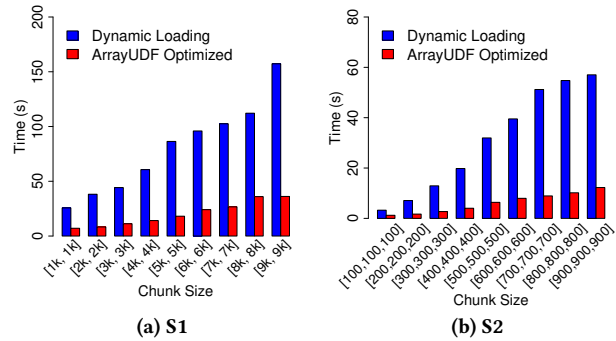 Dynamic Loading
ArrayUDF Optimized
Time (s)
0 50 100 150 200
[1k, 1k] [2k, 2k] [3k, 3k] [4k, 4k] [5k, 5k] [6k, 6k] [7k, 7k] [8k, 8k] [9k, 9k]
Chunk Size
(a) S1
Dynamic Loading
ArrayUDF Optimized
Time (s)
0 20 40 60 80
[100,100,100] [200,200,200] [300,300,300] [400,400,400] [500,500,500] [600,600,600] [700,700,700] [800,800,800] [900,900,900]
Chunk Size
(b) S2